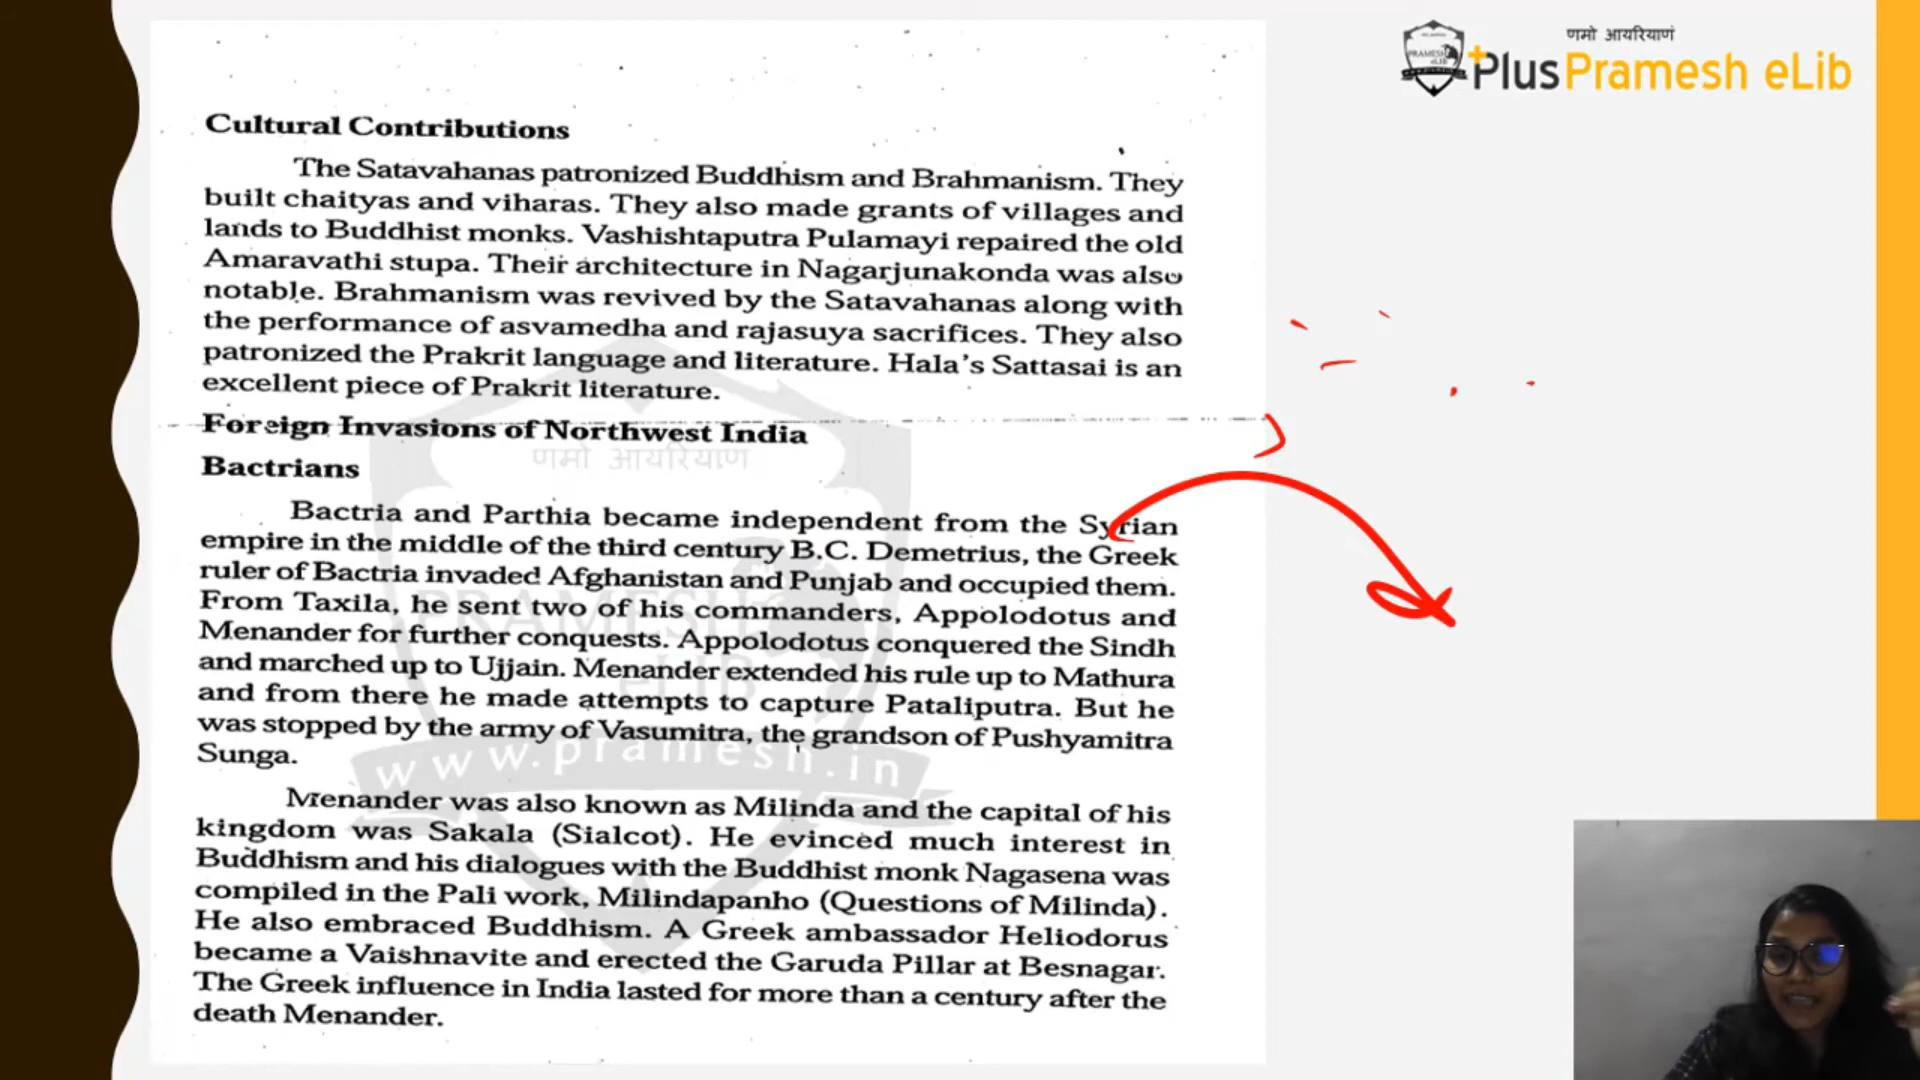 णमो आयरियाणं
PRAMESH
eLIB
+Plus Pramesh eLib
Cultural Contributions
The Satavahanas patronized Buddhism and Brahmanism. They
built chaityas and viharas. They also made grants of villages and
lands to Buddhist monks. Vashishtaputra Pulamayi repaired the old
Amaravathi stupa. Their architecture in Nagarjunakonda was also
notable. Brahmanism was revived by the Satavahanas along with
the performance of asvamedha and rajasuya sacrifices. They also
patronized the Prakrit language and literature. Hala's Sattasai is an
excellent piece of Prakrit literature.
Foreign Invasions of Northwest India
णमो आयरियाण
Bactrians
Bactria and Parthia became independent from the Syrian
empire in the middle of the third century B.C. Demetrius, the Greek
ruler of Bactria invaded Afghanistan and Punjab and occupied them.
From Taxila, he sent two of his commanders, Appolodotus and
Menander for further conquests. Appolodotus conquered the Sindh
and marched up to Ujjain. Menander extended his rule up to Mathura
and from there he made attempts to capture Pataliputra. But he
was stopped by the army of Vasumitra, the grandson of Pushyamitra
Sunga.
PRAMESH
eLIB
www.pramesh.in
Menander was also known as Milinda and the capital of his
kingdom was Sakala (Sialcot). He evinced much interest in
Buddhism and his dialogues with the Buddhist monk Nagasena was
compiled in the Pali work, Milindapanho (Questions of Milinda).
He also embraced Buddhism. A Greek ambassador Heliodorus
became a Vaishnavite and erected the Garuda Pillar at Besnagar.
The Greek influence in India lasted for more than a century after the
death Menander.